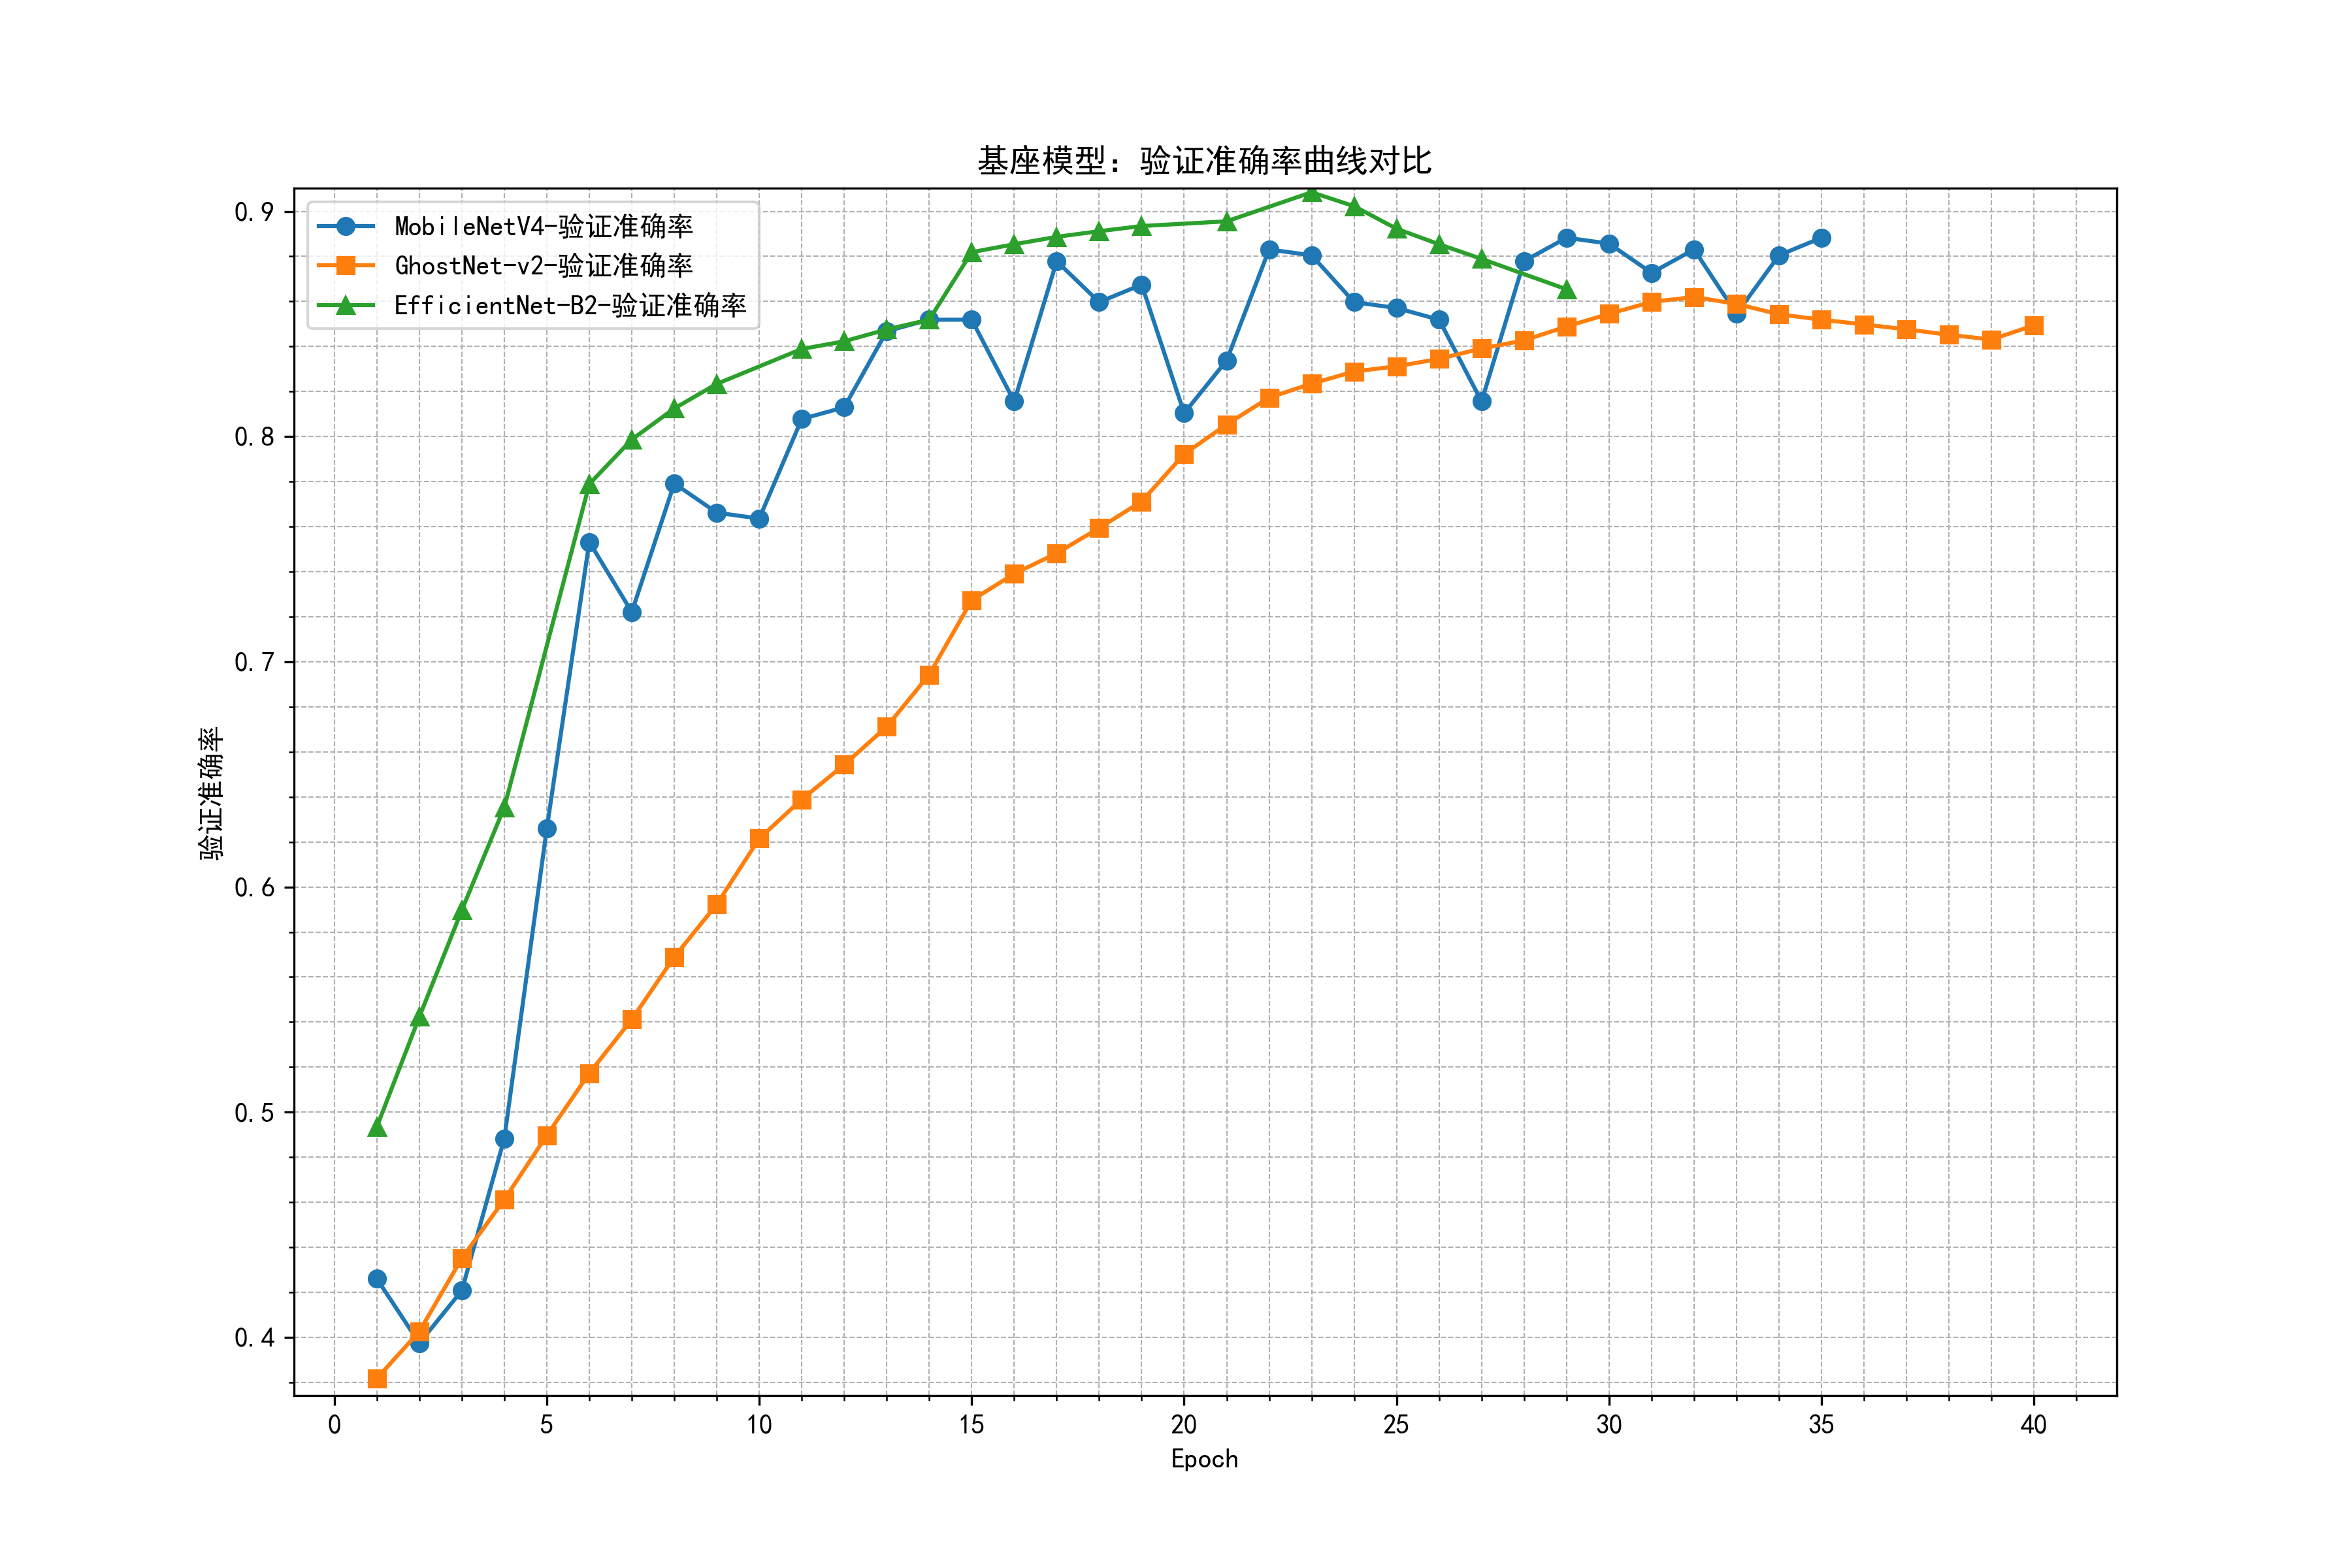 基座模型：验证准确率曲线对比
MobileNetV4-验证准确率
GhostNet-v2-验证准确率
EfficientNet-B2-验证准确率
验证准确率
0.9
0.8
0.7
0.6
0.5
0.4
0 5 10 15 20 25 30 35 40
Epoch